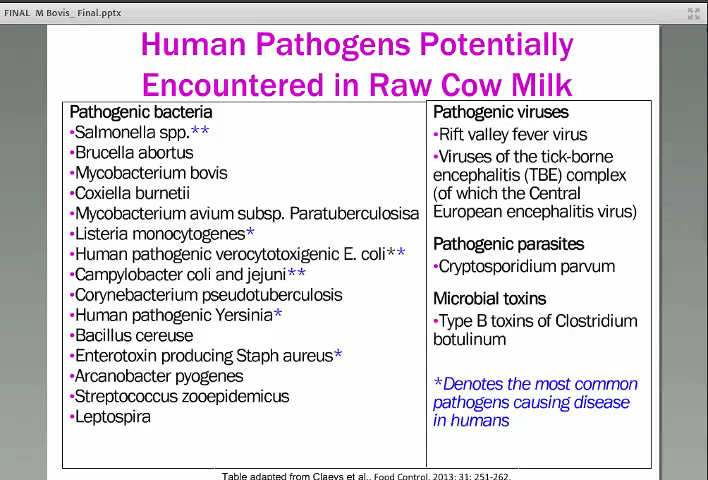 FINAL  M Bovis_ Final.pptx
Human Pathogens Potentially
Encountered in Raw Cow Milk
Pathogenic bacteria
•Salmonella spp.**
•Brucella abortus
•Mycobacterium bovis
•Coxiella burnetii
•Mycobacterium avium subsp. Paratuberculosisa
•Listeria monocytogenes*
•Human pathogenic verocytotoxigenic E. coli**
•Campylobacter coli and jejuni**
•Corynebacterium pseudotuberculosis
•Human pathogenic Yersinia*
•Bacillus cereuse
•Enterotoxin producing Staph aureus*
•Arcanobacter pyogenes
•Streptococcus zooepidemicus
•Leptospira
Pathogenic viruses
•Rift valley fever virus
•Viruses of the tick-borne
encephalitis (TBE) complex
(of which the Central
European encephalitis virus)
Pathogenic parasites
•Cryptosporidium parvum
Microbial toxins
•Type B toxins of Clostridium
botulinum
*Denotes the most common
pathogens causing disease
in humans
Table adapted from Claeys et al., Food Control, 2013; 31: 251-262.